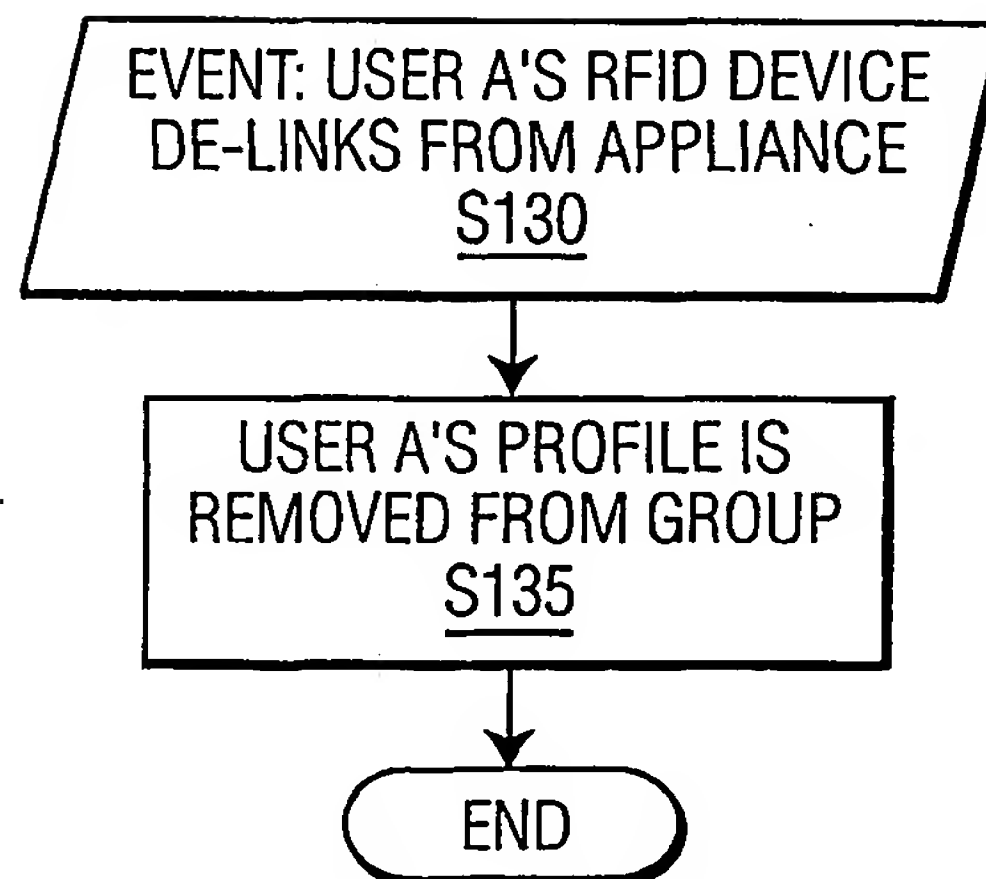 EVENT: USER A'S RFID DEVICE
DE-LINKS FROM APPLIANCE
S130
USER A'S PROFILE IS
REMOVED FROM GROUP
S135
END